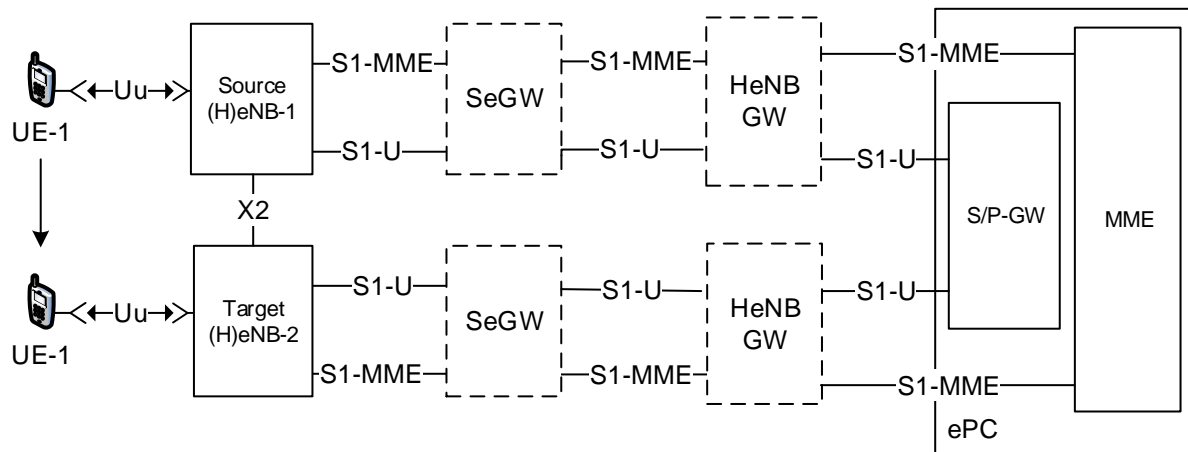 S1-MME
S1-MME
S1-MME
Uu
Source
(H)eNB-1
SeGW
HeNB
GW
UE-1
S1-U
S1-U
S1-U
X2
S/P-GW
MME
Uu
Target
(H)eNB-2
S1-U
S1-U
S1-U
SeGW
HeNB
GW
UE-1
S1-MME
S1-MME
S1-MME
ePC